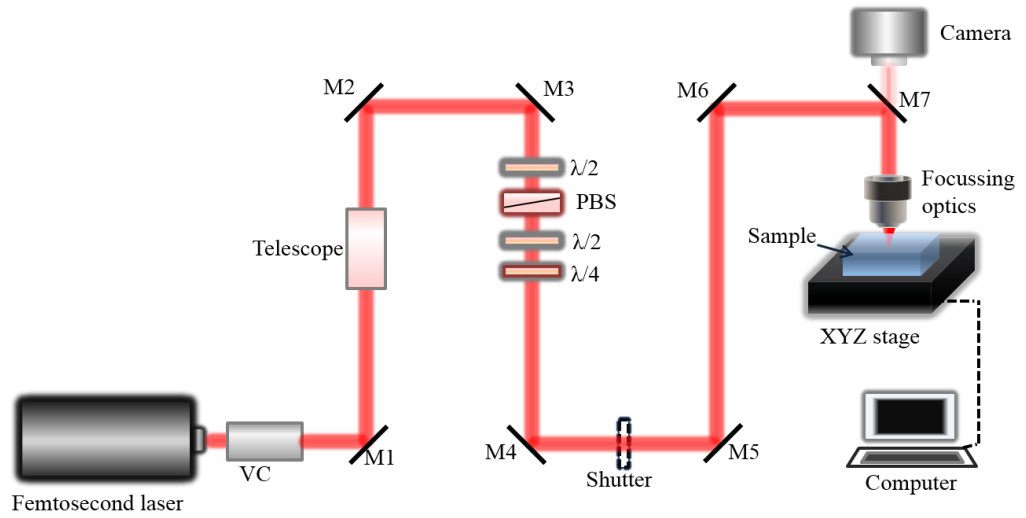 Camera
M2
M3
M6
M7
λ/2
PBS
λ/2
λ/4
Focussing
optics
Telescope
Sample
XYZ stage
M1
M4
M5
VC
Shutter
Computer
Femtosecond laser